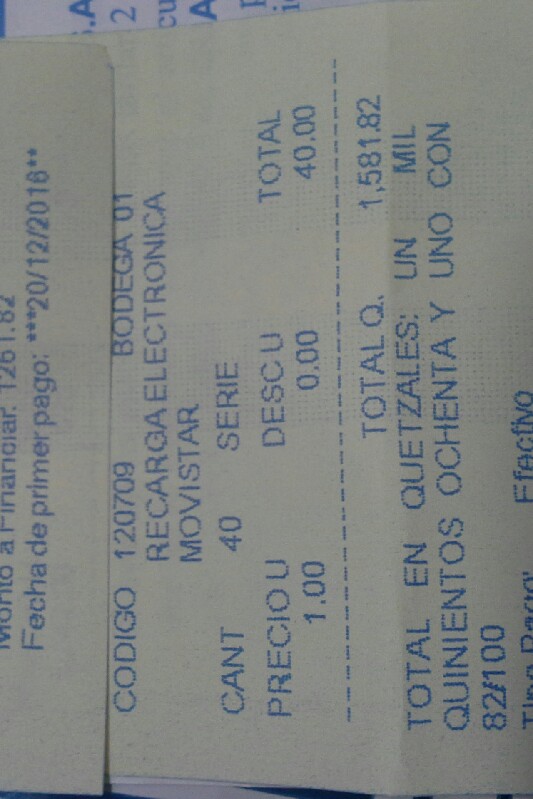 Monto a Financiar: 1261.82
Fecha de primer pago: ***20/12/2016**
CODIGO 120709 BODEGA 01
RECARGA ELECTRONICA
MOVISTAR
CANT 40 SERIE
PRECIO U DESC U TOTAL
1.00 0.00 40.00
TOTAL Q. 1,581.82
TOTAL EN QUETZALES: UN MIL
QUINIENTOS OCHENTA Y UNO CON
82/100
Tipo Pago: Efectivo